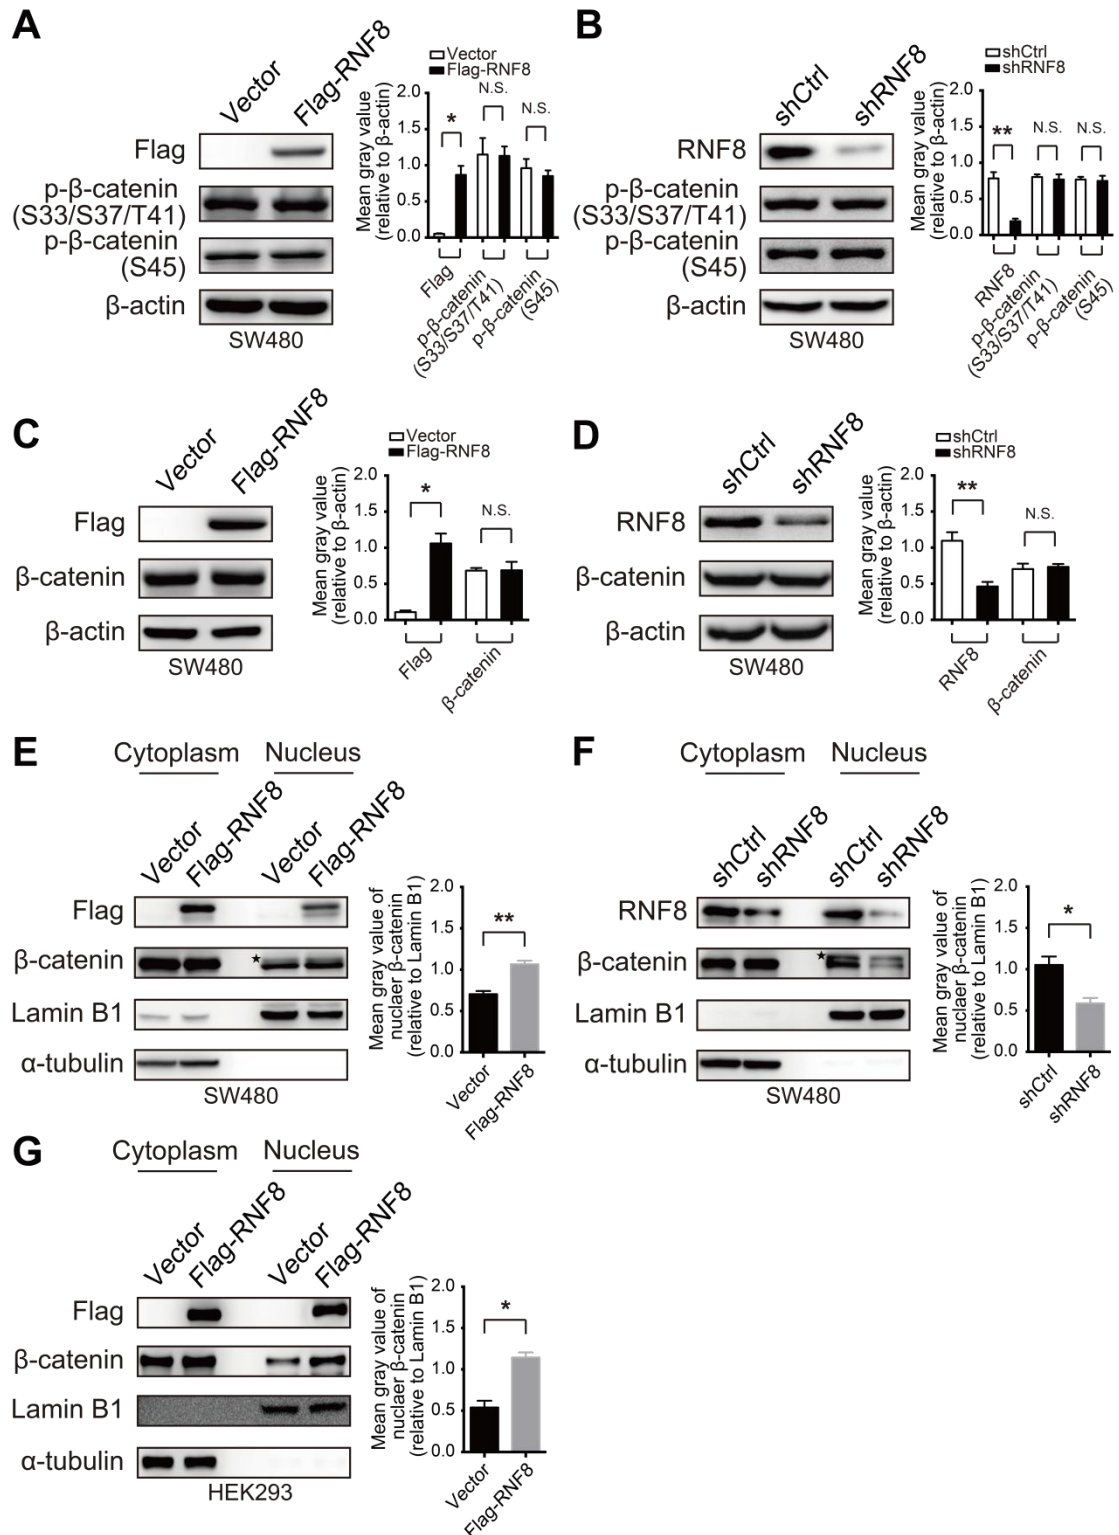 A
Vector
Flag-RNF8
Flag
p-β-catenin
(S33/S37/T41)
p-β-catenin
(S45)
β-actin
SW480
Vector
Flag-RNF8
Mean gray value
(relative to β-actin)
2.0
1.5
1.0
0.5
0.0
*
N.S.
N.S.
Flag
p-β-catenin
(S33/S37/T41)
p-β-catenin
(S45)
B
shCtrl
shRNF8
RNF8
p-β-catenin
(S33/S37/T41)
p-β-catenin
(S45)
β-actin
SW480
shCtrl
shRNF8
Mean gray value
(relative to β-actin)
2.0
1.5
1.0
0.5
0.0
**
N.S.
N.S.
RNF8
p-β-catenin
(S33/S37/T41)
p-β-catenin
(S45)
C
Vector
Flag-RNF8
Flag
β-catenin
β-actin
SW480
Vector
Flag-RNF8
Mean gray value
(relative to β-actin)
2.0
1.5
1.0
0.5
0.0
*
N.S.
Flag
β-catenin
D
shCtrl
shRNF8
RNF8
β-catenin
β-actin
SW480
shCtrl
shRNF8
Mean gray value
(relative to β-actin)
2.0
1.5
1.0
0.5
0.0
**
N.S.
RNF8
β-catenin
E
Cytoplasm Nucleus
Vector
Flag-RNF8
Vector
Flag-RNF8
Flag
β-catenin
★
Lamin B1
α-tubulin
SW480
Mean gray value of
nuclaer β-catenin
(relative to Lamin B1)
2.0
1.5
1.0
0.5
0.0
**
Vector
Flag-RNF8
F
Cytoplasm Nucleus
shCtrl
shRNF8
shCtrl
shRNF8
RNF8
β-catenin
★
Lamin B1
α-tubulin
SW480
Mean gray value of
nuclaer β-catenin
(relative to Lamin B1)
2.0
1.5
1.0
0.5
0.0
*
shCtrl
shRNF8
G
Cytoplasm Nucleus
Vector
Flag-RNF8
Vector
Flag-RNF8
Flag
β-catenin
Lamin B1
α-tubulin
HEK293
Mean gray value of
nuclaer β-catenin
(relative to Lamin B1)
2.0
1.5
1.0
0.5
0.0
*
Vector
Flag-RNF8